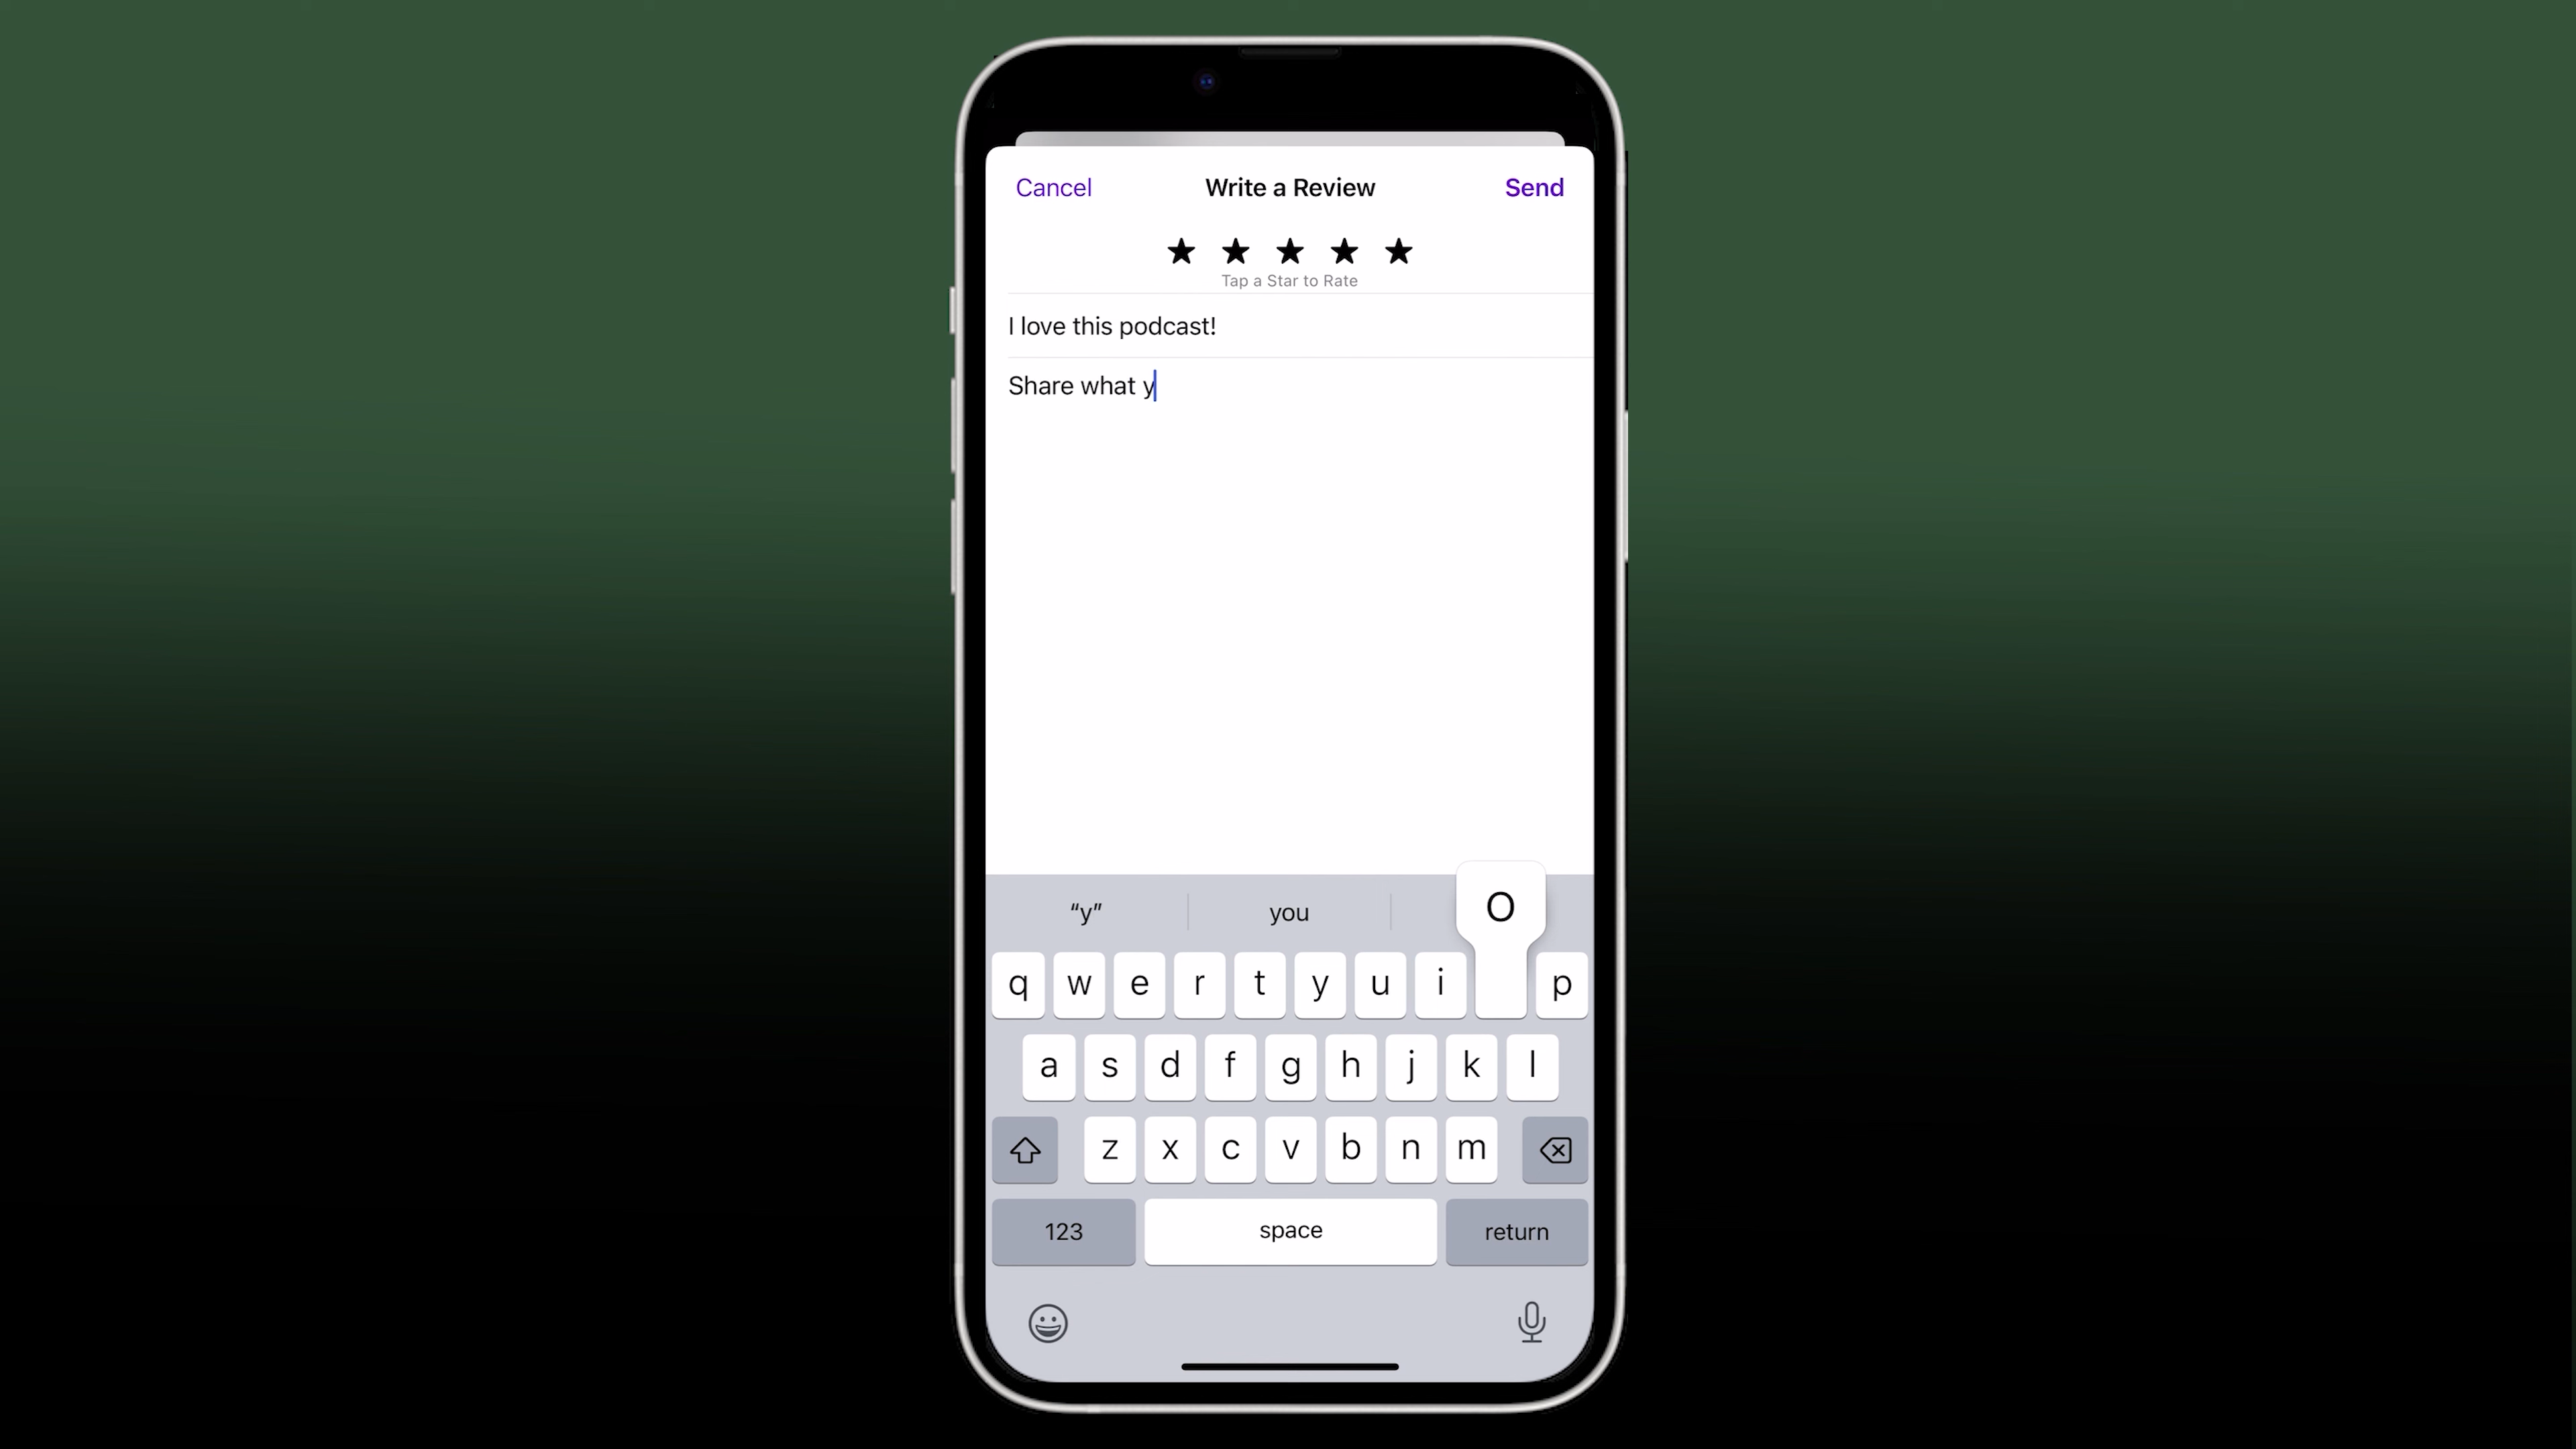 Cancel Write a Review Send
Tap a Star to Rate
I love this podcast!
Share what y
“y” you
O
q w e r t y u i p
a s d f g h j k l
z x c v b n m
123 space return